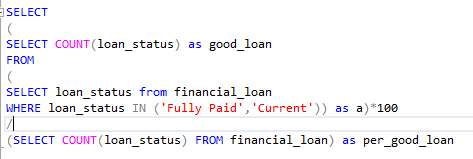 SELECT
(
SELECT COUNT(loan_status) as good_loan
FROM
(
SELECT loan_status from financial_loan
WHERE loan_status IN ('Fully Paid','Current')) as a)*100
/
(SELECT COUNT(loan_status) FROM financial_loan) as per_good_loan